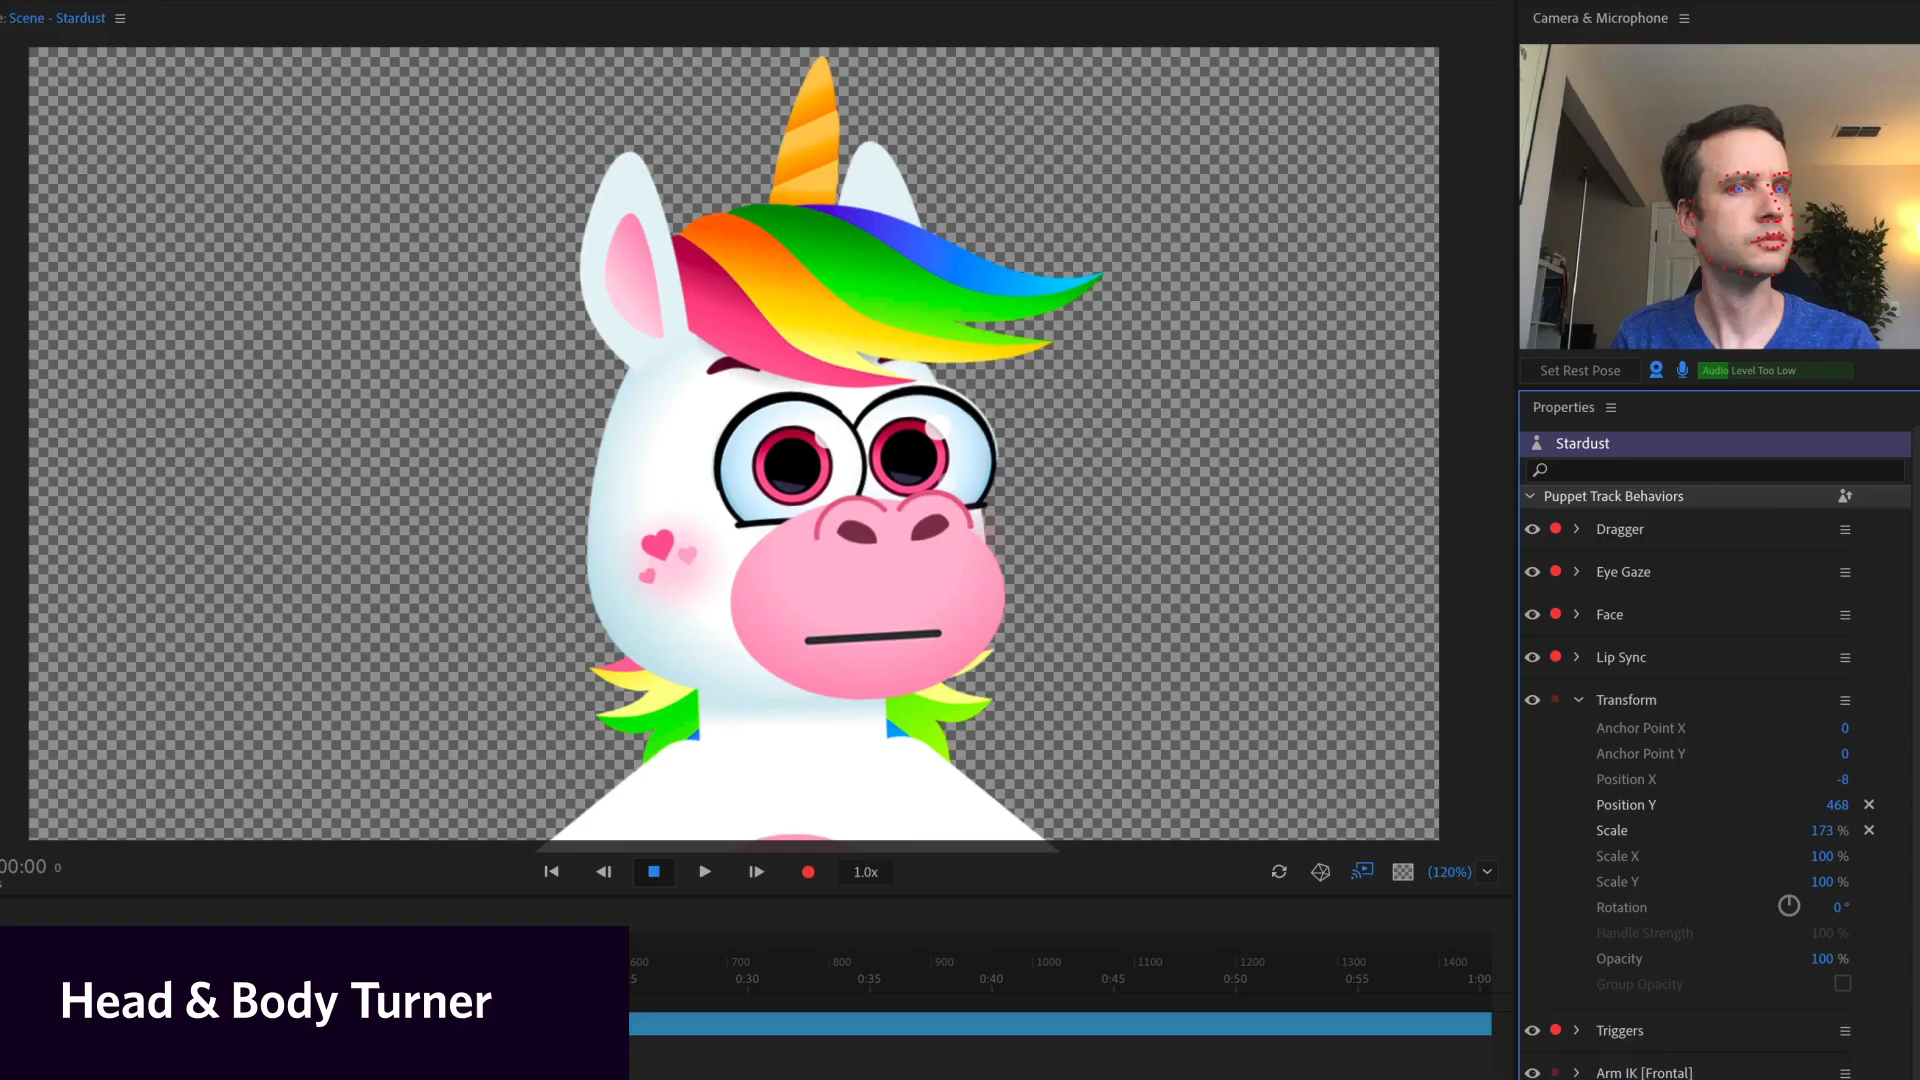 e: Scene - Stardust
Camera & Microphone
Set Rest Pose
Audio Level Too Low
Properties
Stardust
Puppet Track Behaviors
Dragger
Eye Gaze
Face
Lip Sync
Transform
Anchor Point X 0
Anchor Point Y 0
Position X -8
Position Y 468
Scale 173 %
Scale X 100 %
Scale Y 100 %
Rotation 0 °
Handle Strength 100 %
Opacity 100 %
Group Opacity
Triggers
Arm IK [Frontal]
00:00 0
s
1.0x
(120%)
600 700 800 900 1000 1100 1200 1300 1400
5 0:30 0:35 0:40 0:45 0:50 0:55 1:00
Head & Body Turner